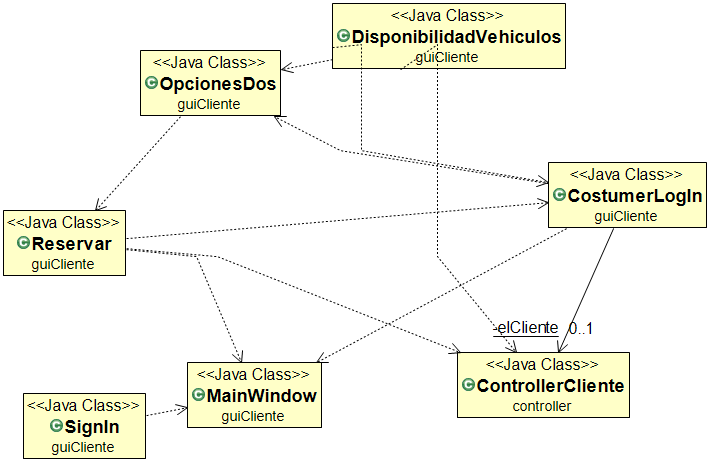 <<Java Class>>
DisponibilidadVehiculos
guiCliente
<<Java Class>>
OpcionesDos
guiCliente
<<Java Class>>
CostumerLogIn
guiCliente
<<Java Class>>
Reservar
guiCliente
-elCliente 0..1
<<Java Class>>
MainWindow
guiCliente
<<Java Class>>
ControllerCliente
controller
<<Java Class>>
SignIn
guiCliente